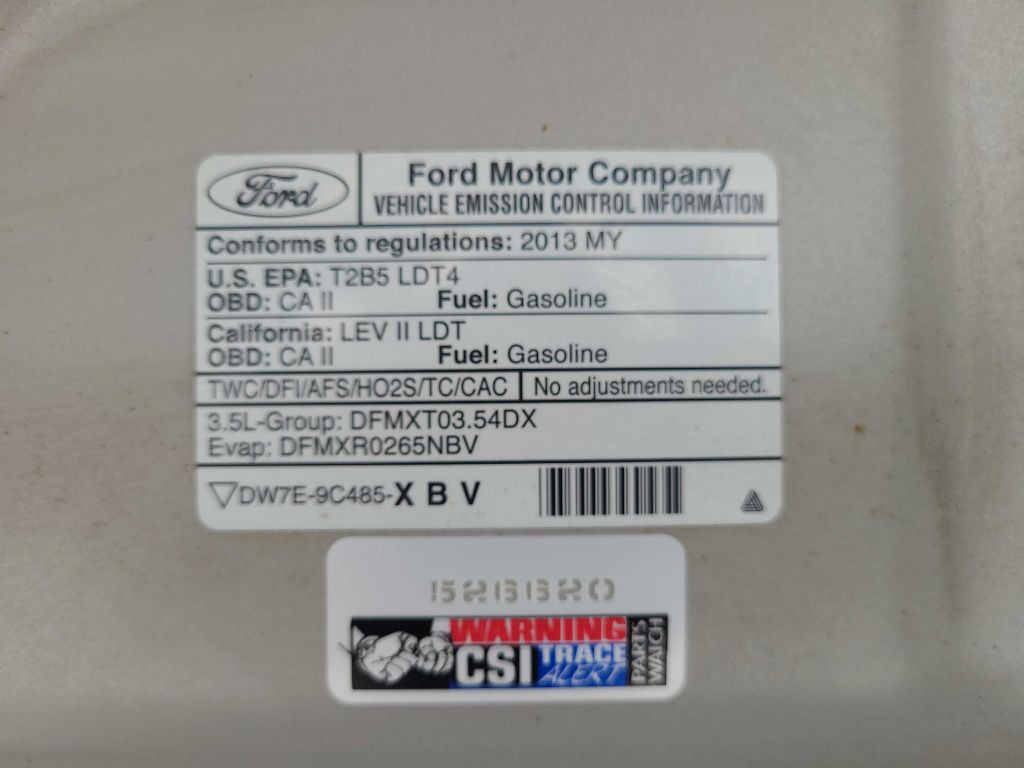 Ford
Ford Motor Company
VEHICLE EMISSION CONTROL INFORMATION
Conforms to regulations: 2013 MY
U.S. EPA: T2B5 LDT4
OBD: CA II Fuel: Gasoline
California: LEV II LDT
OBD: CA II Fuel: Gasoline
TWC/DFI/AFS/HO2S/TC/CAC No adjustments needed.
3.5L-Group: DFMXT03.54DX
Evap: DFMXR0265NBV
DW7E-9C485-X B V
526620
WARNING
CSI TRACE
ALERT
PARTS
WATCH